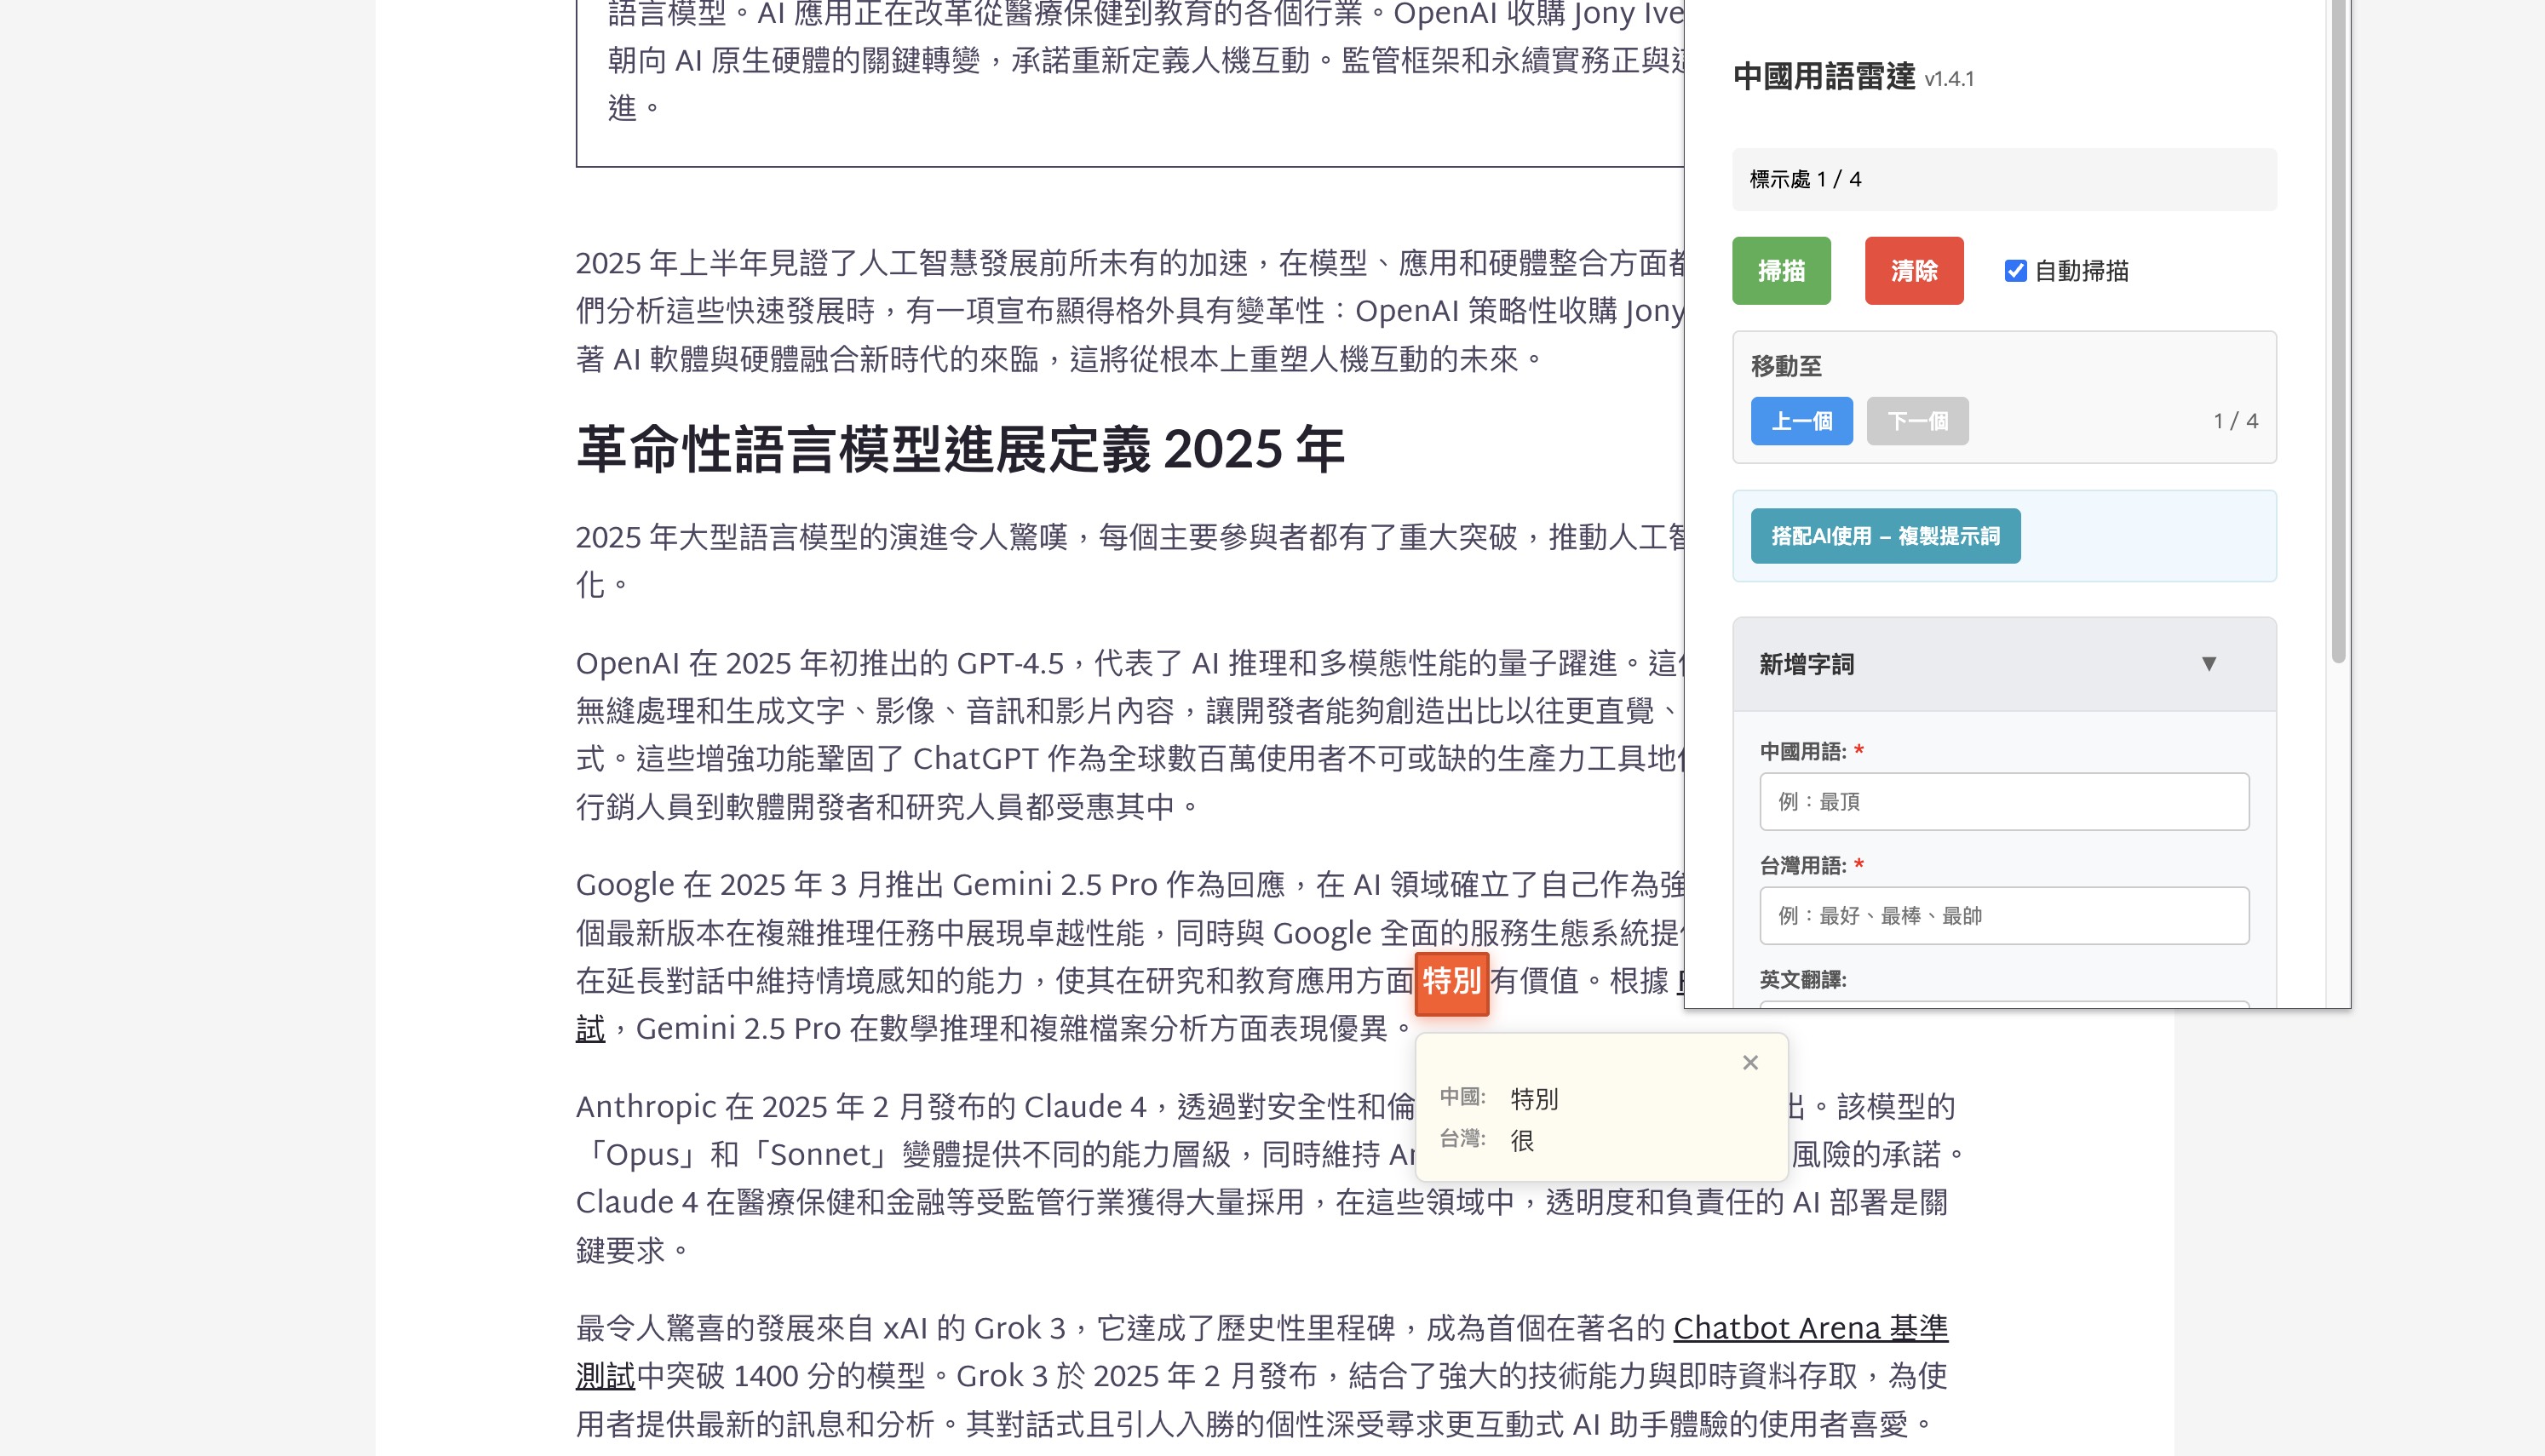 語言模型。AI 應用正在改革從醫療保健到教育的各個行業。OpenAI 收購 Jony Ive
朝向 AI 原生硬體的關鍵轉變，承諾重新定義人機互動。監管框架和永續實務正與
進。
2025 年上半年見證了人工智慧發展前所未有的加速，在模型、應用和硬體整合方面
們分析這些快速發展時，有一項宣布顯得格外具有變革性：OpenAI 策略性收購 Jony
著 AI 軟體與硬體融合新時代的來臨，這將從根本上重塑人機互動的未來。
革命性語言模型進展定義 2025 年
2025 年大型語言模型的演進令人驚嘆，每個主要參與者都有了重大突破，推動人工
化。
OpenAI 在 2025 年初推出的 GPT-4.5，代表了 AI 推理和多模態性能的量子躍進。這
無縫處理和生成文字、影像、音訊和影片內容，讓開發者能夠創造出比以往更直覺、
式。這些增強功能鞏固了 ChatGPT 作為全球數百萬使用者不可或缺的生產力工具地
行銷人員到軟體開發者和研究人員都受惠其中。
Google 在 2025 年 3 月推出 Gemini 2.5 Pro 作為回應，在 AI 領域確立了自己作為強
個最新版本在複雜推理任務中展現卓越性能，同時與 Google 全面的服務生態系統提
在延長對話中維持情境感知的能力，使其在研究和教育應用方面特別有價值。根據
試，Gemini 2.5 Pro 在數學推理和複雜檔案分析方面表現優異。
Anthropic 在 2025 年 2 月發布的 Claude 4，透過對安全性和倫 出。該模型的
「Opus」和「Sonnet」變體提供不同的能力層級，同時維持 風險的承諾。
Claude 4 在醫療保健和金融等受監管行業獲得大量採用，在這些領域中，透明度和負責任的 AI 部署是關
鍵要求。
最令人驚喜的發展來自 xAI 的 Grok 3，它達成了歷史性里程碑，成為首個在著名的 Chatbot Arena 基準
測試中突破 1400 分的模型。Grok 3 於 2025 年 2 月發布，結合了強大的技術能力與即時資料存取，為使
用者提供最新的訊息和分析。其對話式且引人入勝的個性深受尋求更互動式 AI 助手體驗的使用者喜愛。
×
中國: 特別
台灣: 很
中國用語雷達 v1.4.1
標示處 1 / 4
掃描 清除 自動掃描
移動至
上一個 下一個 1 / 4
搭配AI使用 – 複製提示詞
新增字詞 ▼
中國用語: *
例：最頂
台灣用語: *
例：最好、最棒、最帥
英文翻譯: